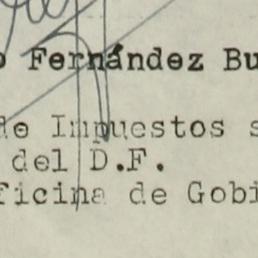 o Fernández Bu
de Impuestos s
del D.F.
ficina de Gobi